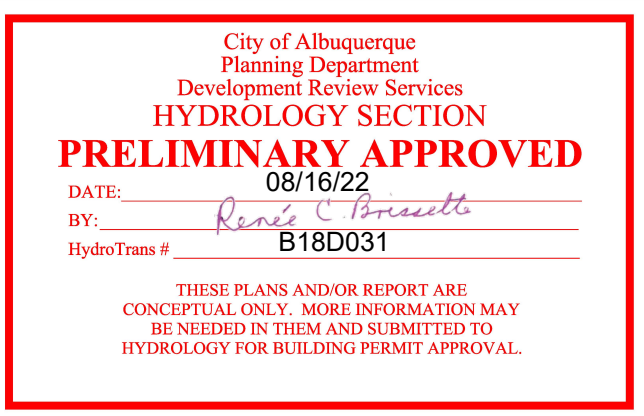 City of Albuquerque
Planning Department
Development Review Services
HYDROLOGY SECTION
PRELIMINARY APPROVED
DATE: 08/16/22
BY: Renée C. Brissette
HydroTrans # B18D031
THESE PLANS AND/OR REPORT ARE
CONCEPTUAL ONLY. MORE INFORMATION MAY
BE NEEDED IN THEM AND SUBMITTED TO
HYDROLOGY FOR BUILDING PERMIT APPROVAL.